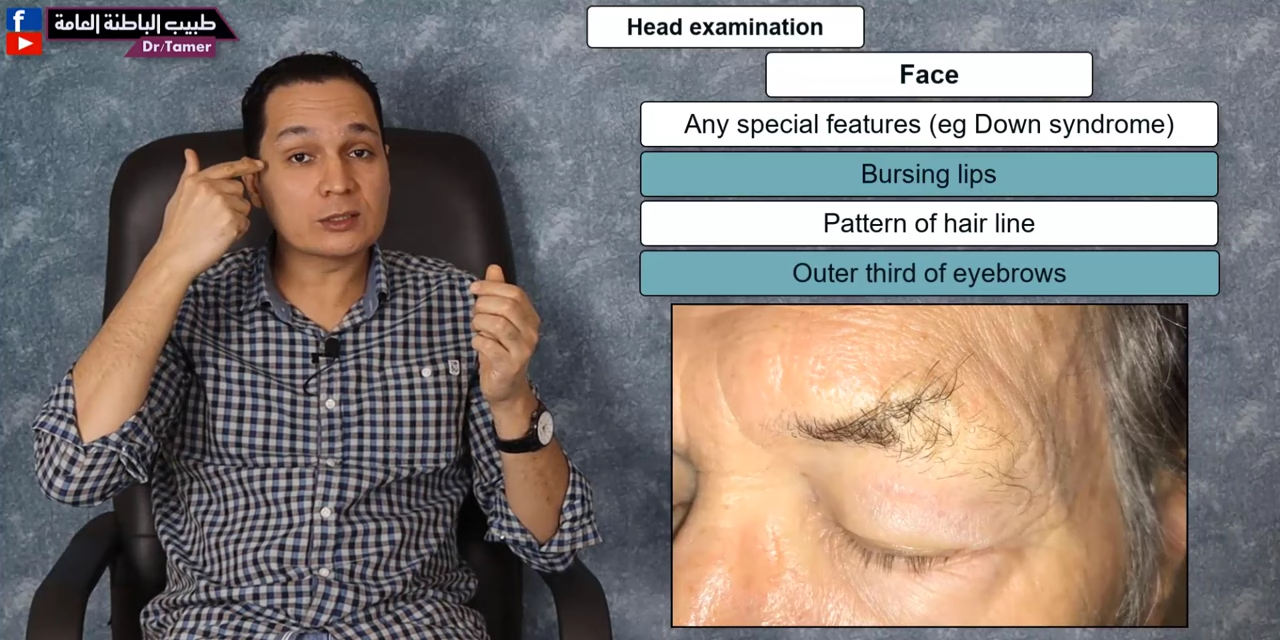 f
طبيب الباطنة العامة
Dr/Tamer
Head examination
Face
Any special features (eg Down syndrome)
Bursing lips
Pattern of hair line
Outer third of eyebrows